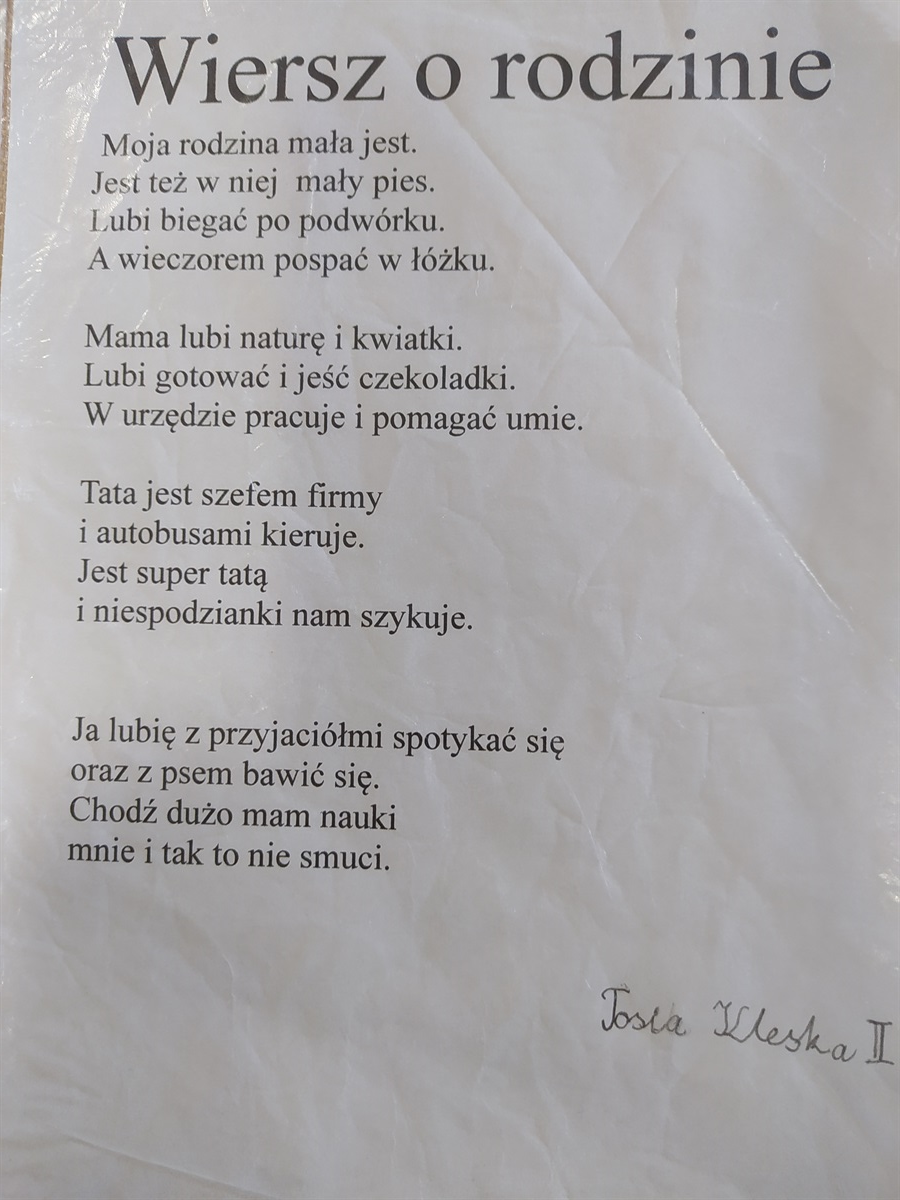 Wiersz o rodzinie
Moja rodzina mała jest.
Jest też w niej mały pies.
Lubi biegać po podwórku.
A wieczorem pospać w łóżku.
Mama lubi naturę i kwiatki.
Lubi gotować i jeść czekoladki.
W urzędzie pracuje i pomagać umie.
Tata jest szefem firmy
i autobusami kieruje.
Jest super tatą
i niespodzianki nam szykuje.
Ja lubię z przyjaciółmi spotykać się
oraz z psem bawić się.
Chodź dużo mam nauki
mnie i tak to nie smuci.
Tosia Kleska II